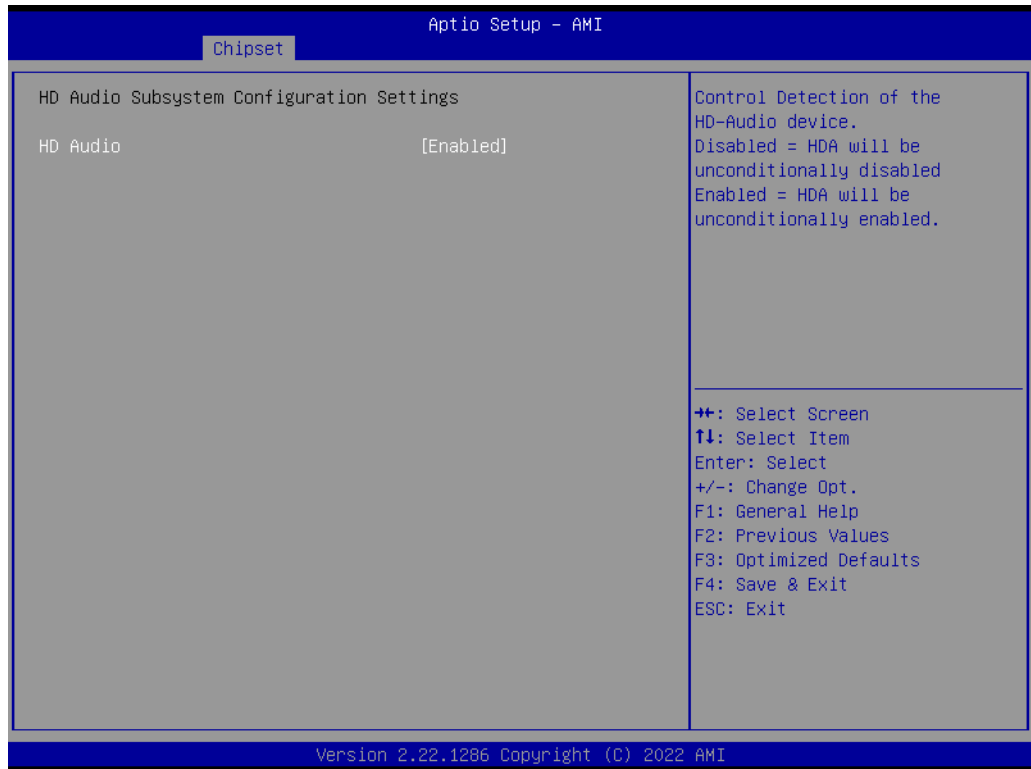 Aptio Setup – AMI
Chipset
HD Audio Subsystem Configuration Settings
HD Audio [Enabled]
Control Detection of the
HD-Audio device.
Disabled = HDA will be
unconditionally disabled
Enabled = HDA will be
unconditionally enabled.
→←: Select Screen
↑↓: Select Item
Enter: Select
+/-: Change Opt.
F1: General Help
F2: Previous Values
F3: Optimized Defaults
F4: Save & Exit
ESC: Exit
Version 2.22.1286 Copyright (C) 2022 AMI